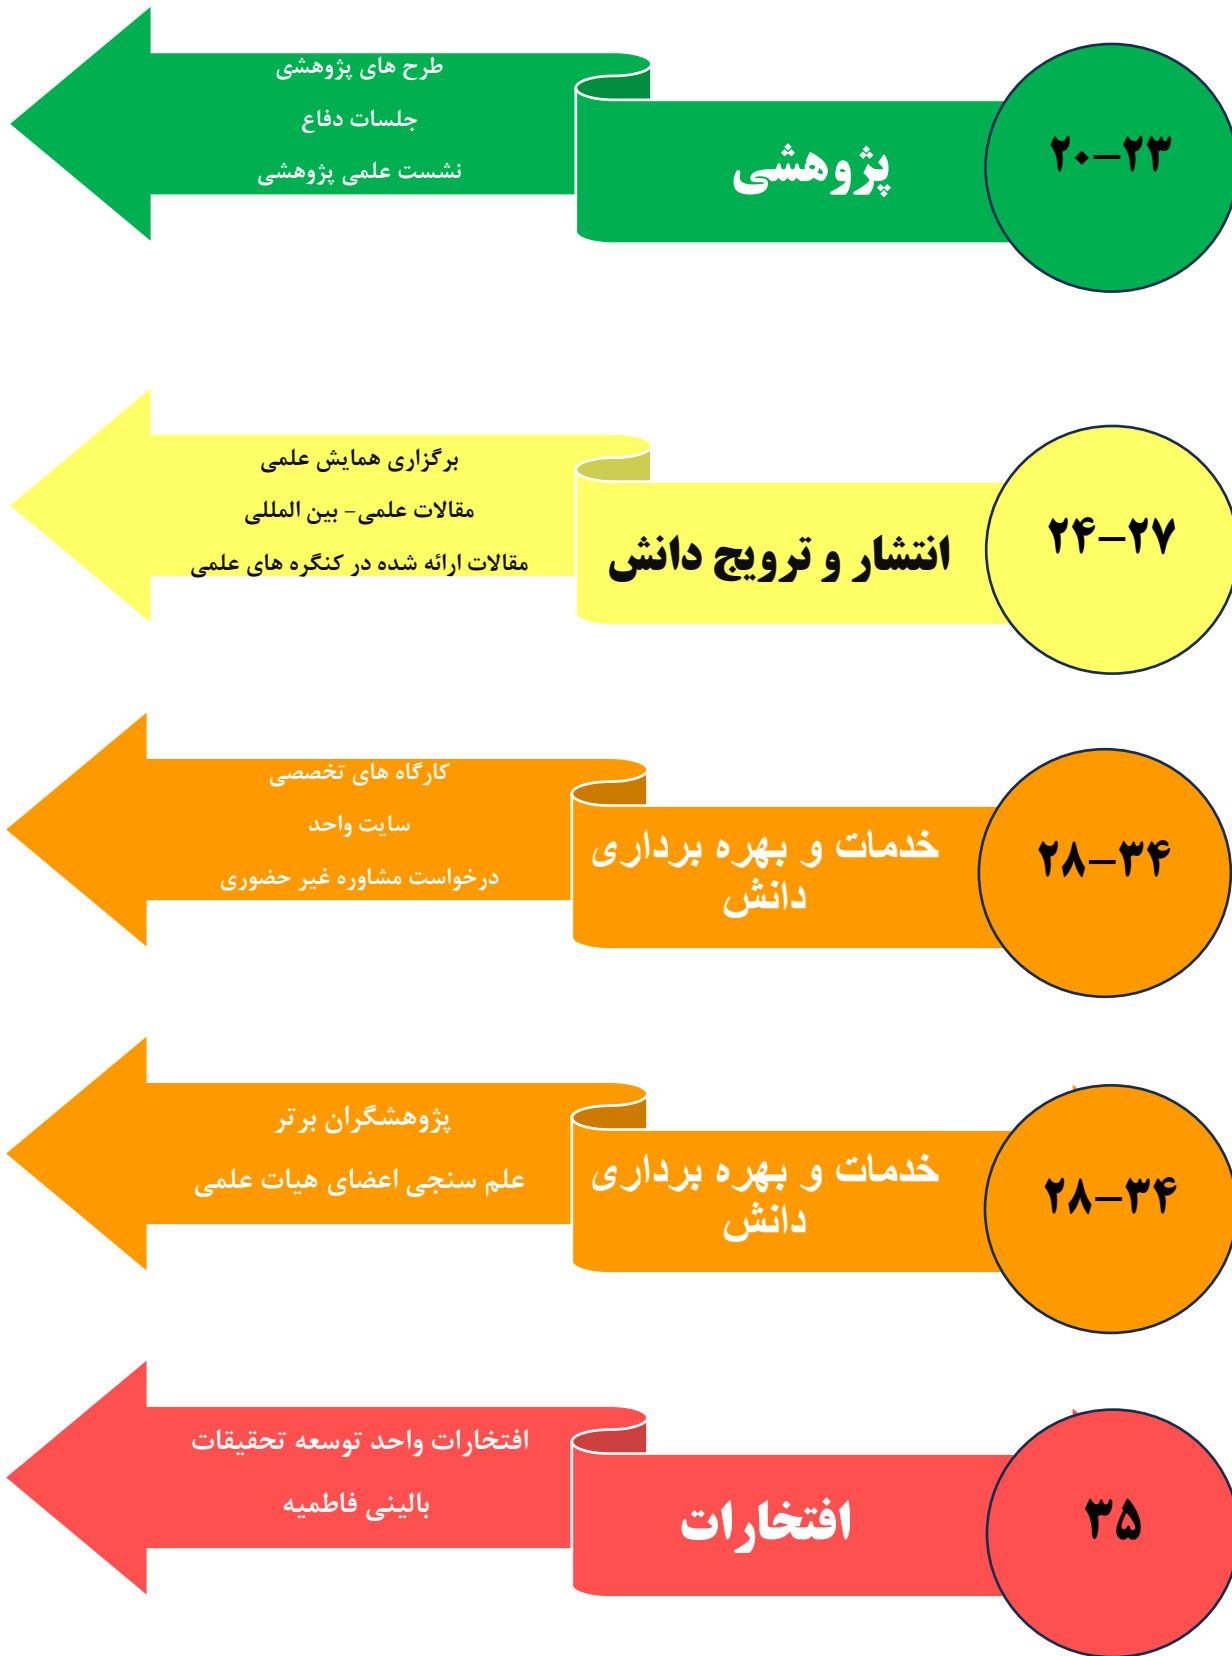 ۲۰-۲۳
پژوهشی
طرح های پژوهشی
جلسات دفاع
نشست علمی پژوهشی
۲۴-۲۷
انتشار و ترویج دانش
برگزاری همایش علمی
مقالات علمی- بین المللی
مقالات ارائه شده در کنگره های علمی
۲۸-۳۴
خدمات و بهره برداری
دانش
کارگاه های تخصصی
سایت واحد
درخواست مشاوره غیر حضوری
۲۸-۳۴
خدمات و بهره برداری
دانش
پژوهشگران برتر
علم سنجی اعضای هیات علمی
۳۵
افتخارات
افتخارات واحد توسعه تحقیقات
بالینی فاطمیه